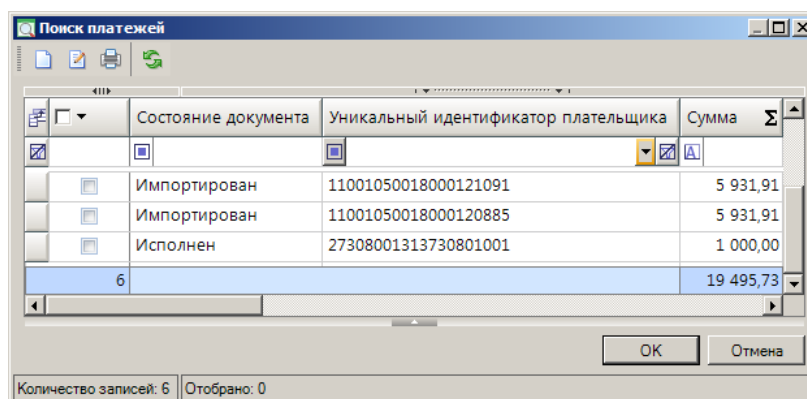 Поиск платежей
Состояние документа Уникальный идентификатор плательщика Сумма Σ
A
Импортирован 11001050018000121091 5 931,91
Импортирован 11001050018000120885 5 931,91
Исполнен 27308001313730801001 1 000,00
6 19 495,73
OK Отмена
Количество записей: 6 Отобрано: 0